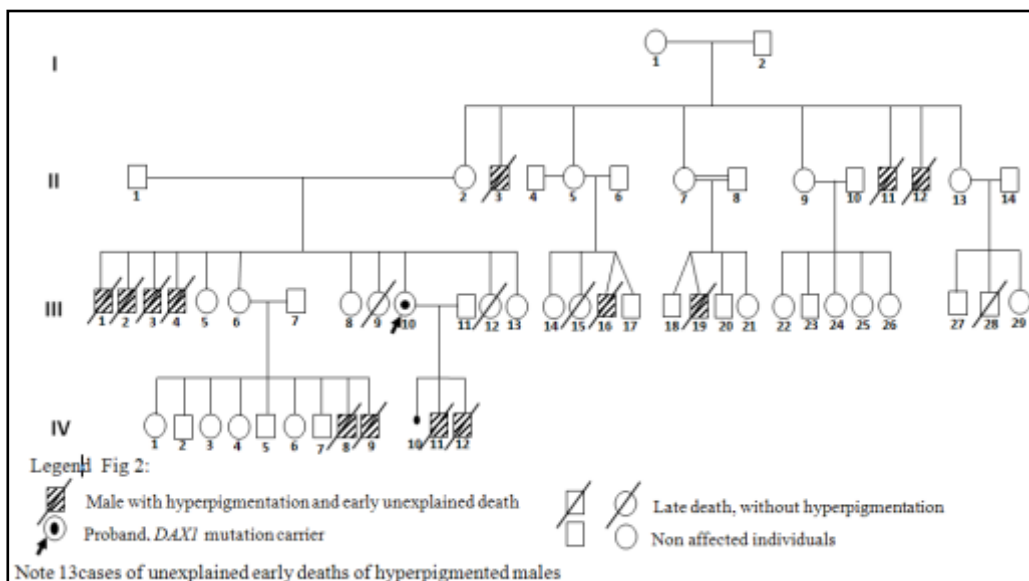 I
1 2
II
1 2 3 4 5 6 7 8 9 10 11 12 13 14
III
1 2 3 4 5 6 7 8 9 10 11 12 13 14 15 16 17 18 19 20 21 22 23 24 25 26 27 28 29
IV
1 2 3 4 5 6 7 8 9 10 11 12
Legend Fig 2:
Male with hyperpigmentation and early unexplained death
Late death, without hyperpigmentation
Proband. DAX1 mutation carrier
Non affected individuals
Note 13cases of unexplained early deaths of hyperpigmented males